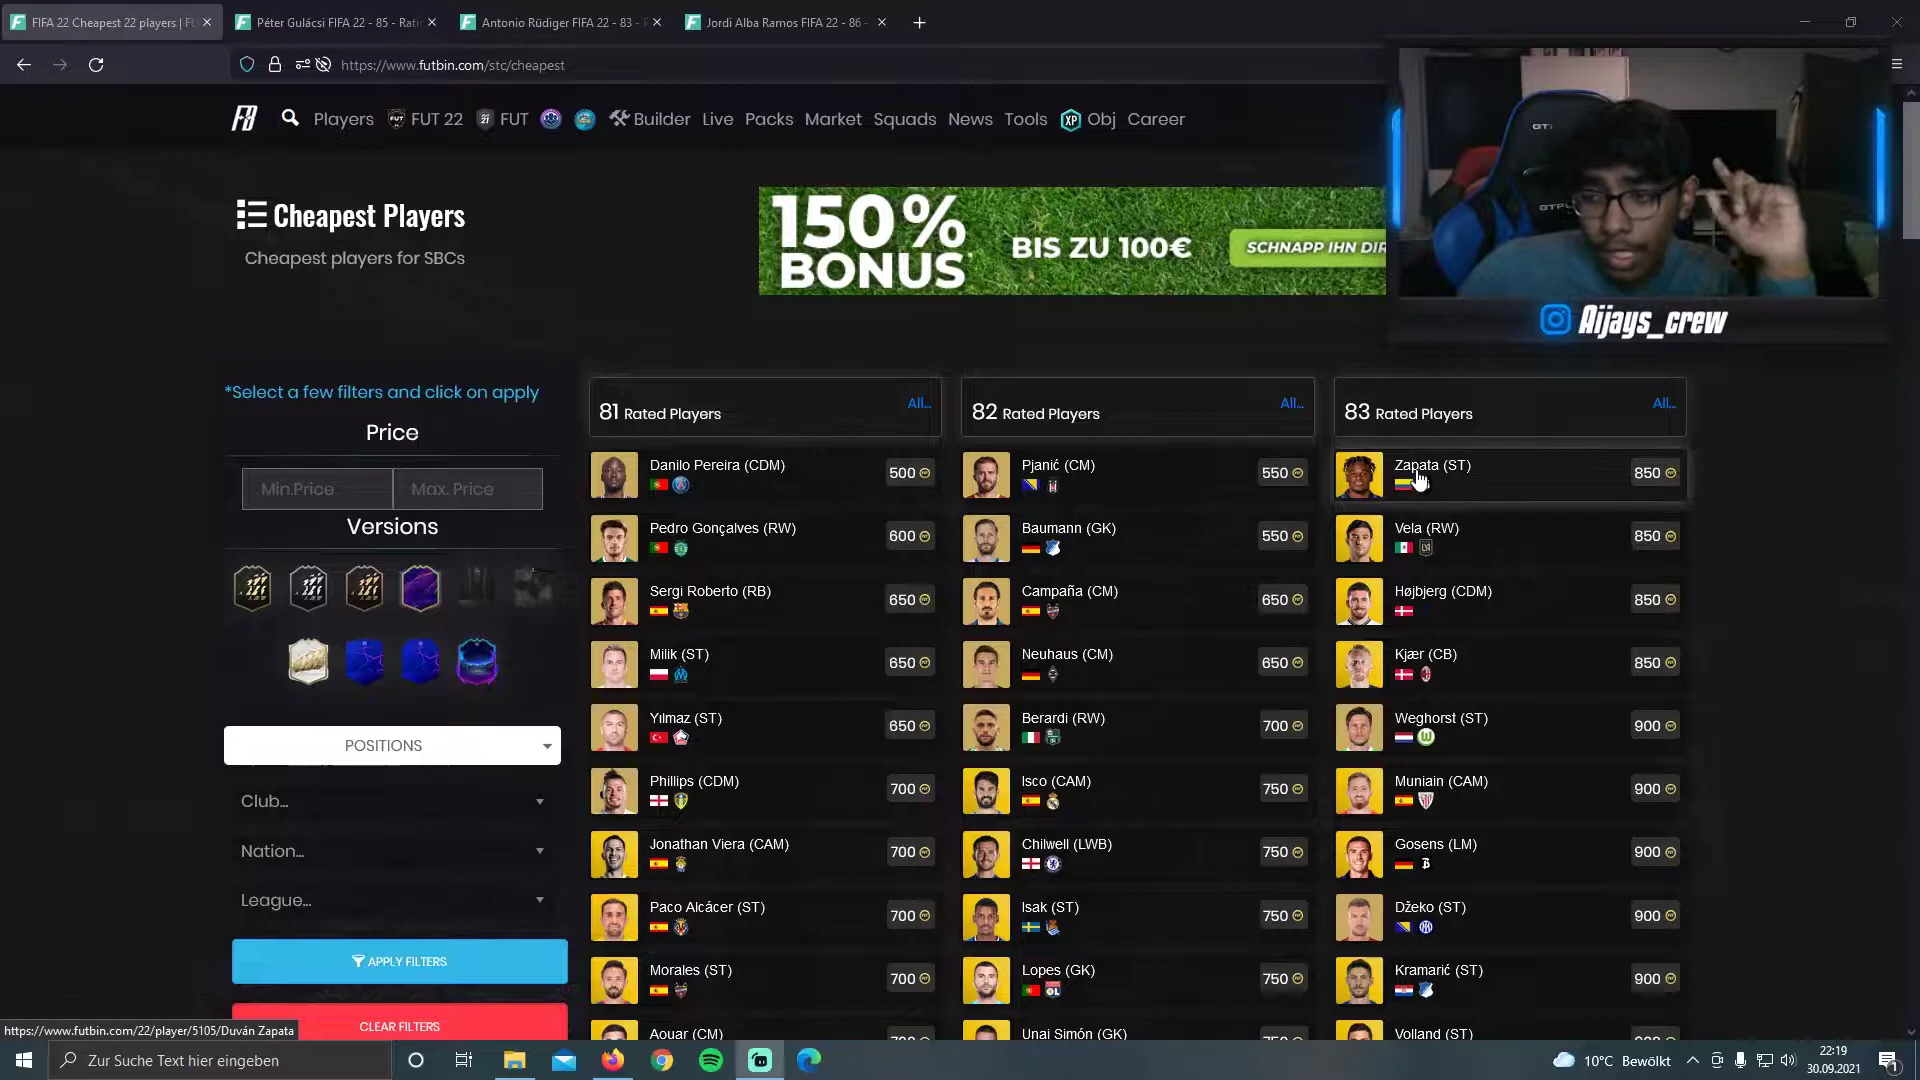 FIFA 22 Cheapest 22 players | FU
Péter Gulácsi FIFA 22 - 85 - Rati
Antonio Rüdiger FIFA 22 - 83 - R
Jordi Alba Ramos FIFA 22 - 86 -
https://www.futbin.com/stc/cheapest
Players FUT 22 FUT Builder Live Packs Market Squads News Tools XP Obj Career
Cheapest Players
Cheapest players for SBCs
150%
BONUS
BIS ZU 100€
SCHNAPP IHN DIR
Aijays_crew
*Select a few filters and click on apply
Price
Min.Price Max. Price
Versions
POSITIONS
Club...
Nation...
League...
APPLY FILTERS
CLEAR FILTERS
81 Rated Players All...
Danilo Pereira (CDM) 500
Pedro Gonçalves (RW) 600
Sergi Roberto (RB) 650
Milik (ST) 650
Yılmaz (ST) 650
Phillips (CDM) 700
Jonathan Viera (CAM) 700
Paco Alcácer (ST) 700
Morales (ST) 700
Aouar (CM)
82 Rated Players All...
Pjanić (CM) 550
Baumann (GK) 550
Campaña (CM) 650
Neuhaus (CM) 650
Berardi (RW) 700
Isco (CAM) 750
Chilwell (LWB) 750
Isak (ST) 750
Lopes (GK) 750
Unai Simón (GK)
83 Rated Players All...
Zapata (ST) 850
Vela (RW) 850
Højbjerg (CDM) 850
Kjær (CB) 850
Weghorst (ST) 900
Muniain (CAM) 900
Gosens (LM) 900
Džeko (ST) 900
Kramarić (ST) 900
Volland (ST)
https://www.futbin.com/22/player/5105/Duván Zapata
Zur Suche Text hier eingeben
10°C Bewölkt
22:19
30.09.2021
1